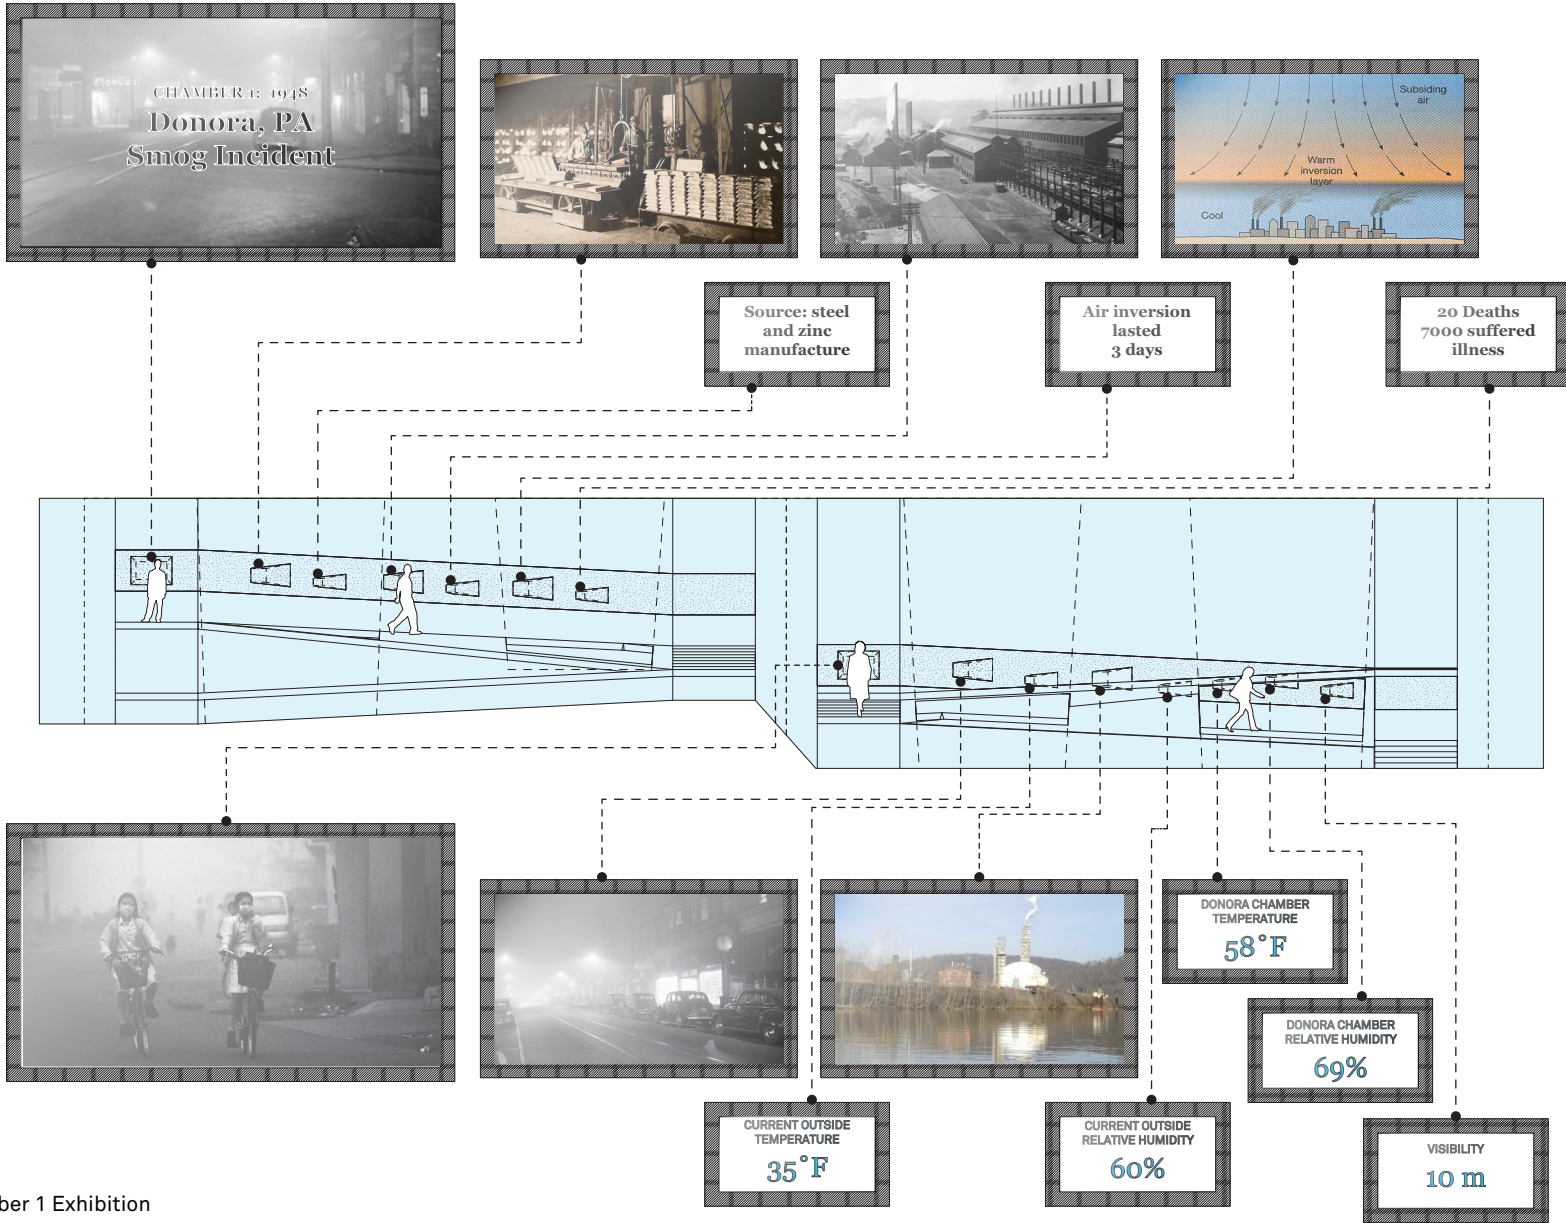 CHAMBER 1: 1948
Donora, PA
Smog Incident
DRUGS
Subsiding
air
Warm
inversion
layer
Cool
Source: steel
and zinc
manufacture
Air inversion
lasted
3 days
20 Deaths
7000 suffered
illness
DONORA CHAMBER
TEMPERATURE
58°F
DONORA CHAMBER
RELATIVE HUMIDITY
69%
CURRENT OUTSIDE
TEMPERATURE
35°F
CURRENT OUTSIDE
RELATIVE HUMIDITY
60%
VISIBILITY
10 m
ber 1 Exhibition